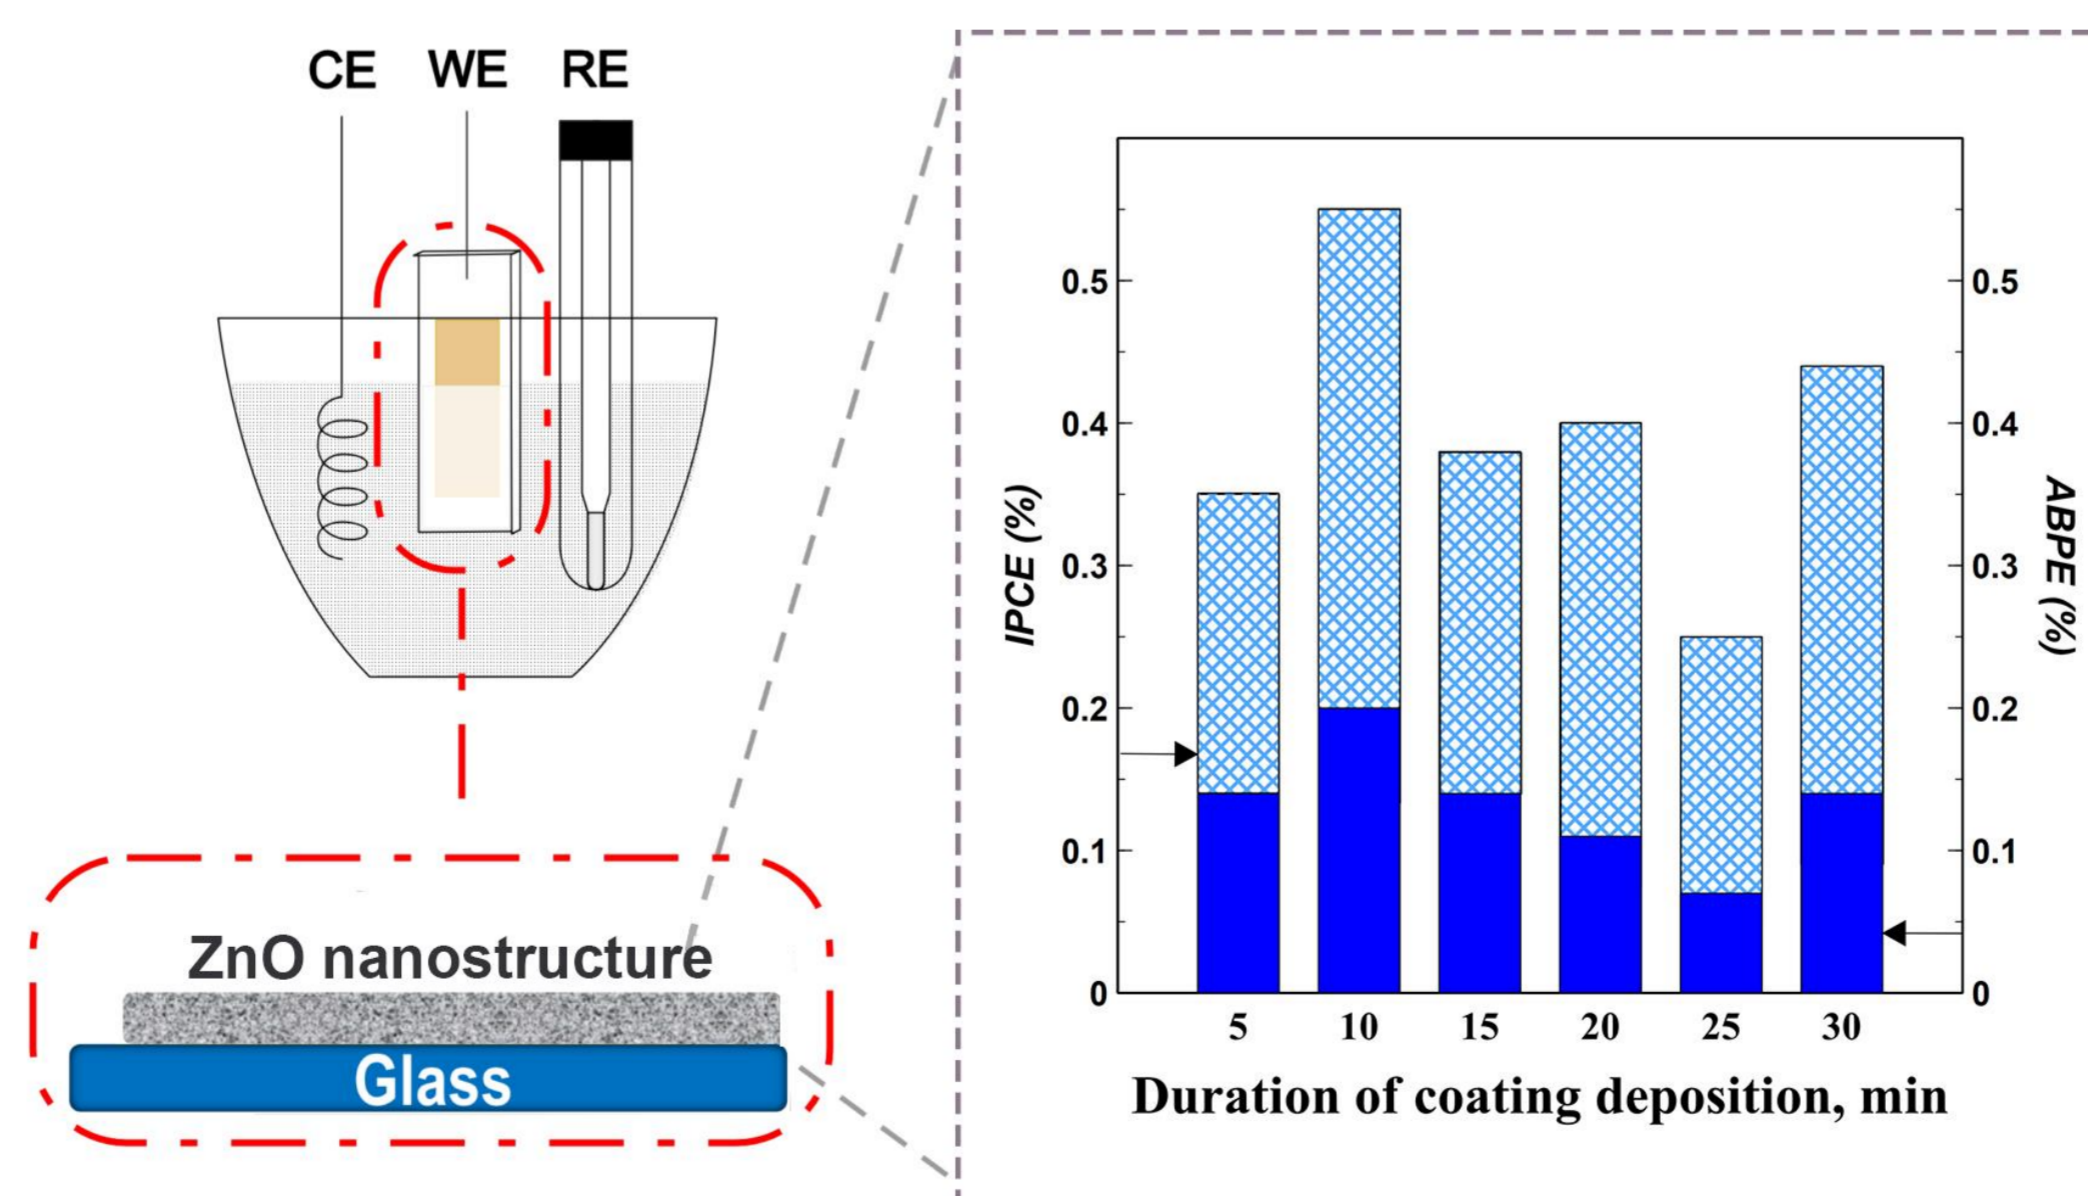 CE WE RE
ZnO nanostructure
Glass
IPCE (%)
0.5
0.4
0.3
0.2
0.1
0
0.5
0.4
0.3
0.2
0.1
0
ABPE (%)
5 10 15 20 25 30
Duration of coating deposition, min